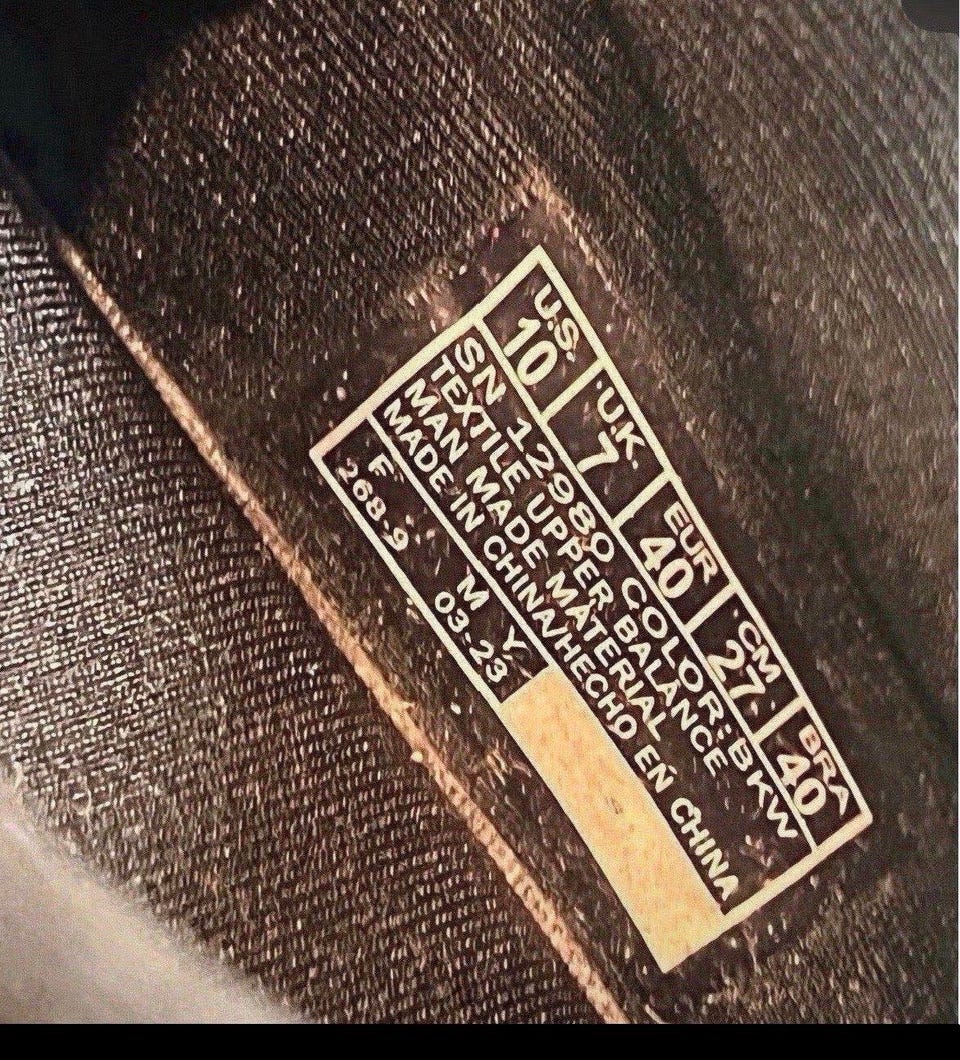 U.S. U.K. EUR CM BRA
10 7 40 27 40
SN 12980 COLOR:BKW
TEXTILE UPPER BALANCE
MAN MADE MATERIAL
MADE IN CHINA/HECHO EN CHINA
F M Y
268-9 03-23